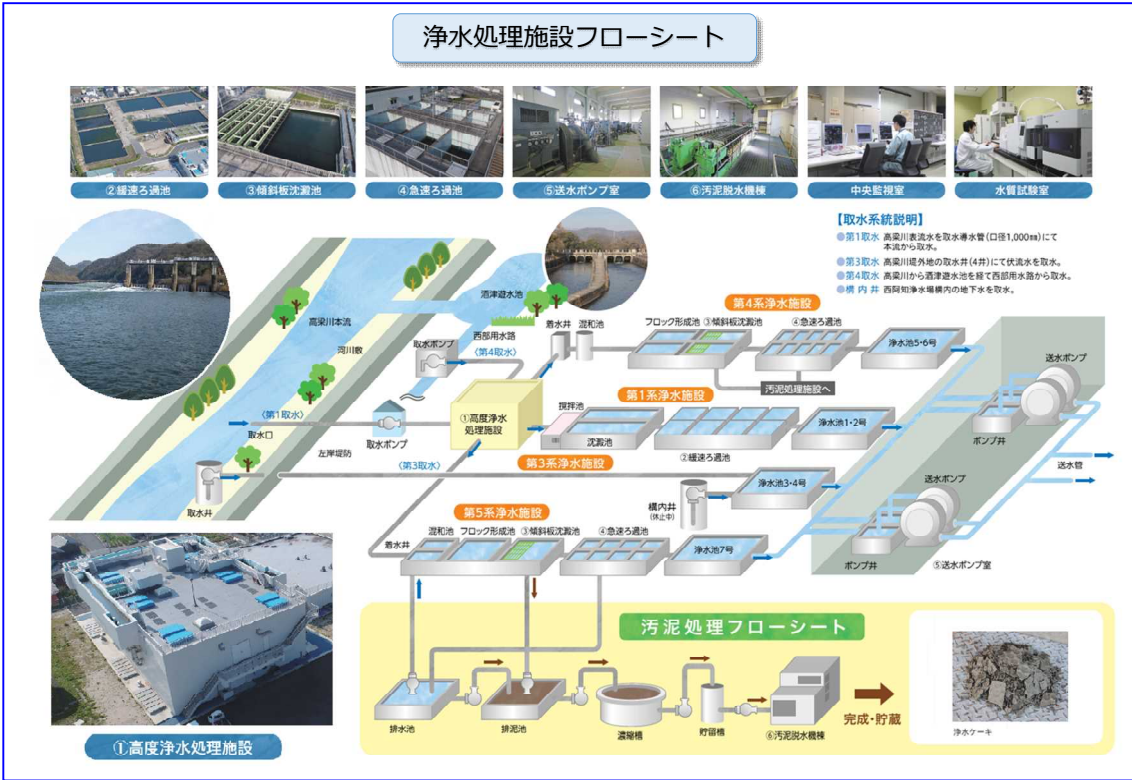 浄水処理施設フローシート
②緩速ろ過池
③傾斜板沈澱池
④急速ろ過池
⑤送水ポンプ室
⑥汚泥脱水機棟
中央監視室
水質試験室
【取水系統説明】
●第1取水 高梁川表流水を取水導水管(口径1,000㎜)にて
本流から取水。
●第3取水 高梁川堤外地の取水井(4井)にて伏流水を取水。
●第4取水 高梁川から酒津遊水池を経て西部用水路から取水。
●構内井 西阿知浄水場構内の地下水を取水。
酒津遊水池
高梁川本流
河川敷
西部用水路
取水ポンプ
〈第4取水〉
着水井
混和池
第4系浄水施設
フロック形成池
③傾斜板沈澱池
④急速ろ過池
浄水池5・6号
汚泥処理施設へ
送水ポンプ
ポンプ井
〈第1取水〉
取水口
取水ポンプ
①高度浄水
処理施設
第1系浄水施設
撹拌池
沈澱池
②緩速ろ過池
浄水池1・2号
左岸堤防
〈第3取水〉
第3系浄水施設
取水井
構内井
(休止中)
浄水池3・4号
送水管
送水ポンプ
第5系浄水施設
着水井
混和池
フロック形成池
③傾斜板沈澱池
④急速ろ過池
浄水池7号
ポンプ井
⑤送水ポンプ室
汚泥処理フローシート
排水池
排泥池
濃縮槽
貯留槽
⑥汚泥脱水機棟
完成・貯蔵
浄水ケーキ
①高度浄水処理施設